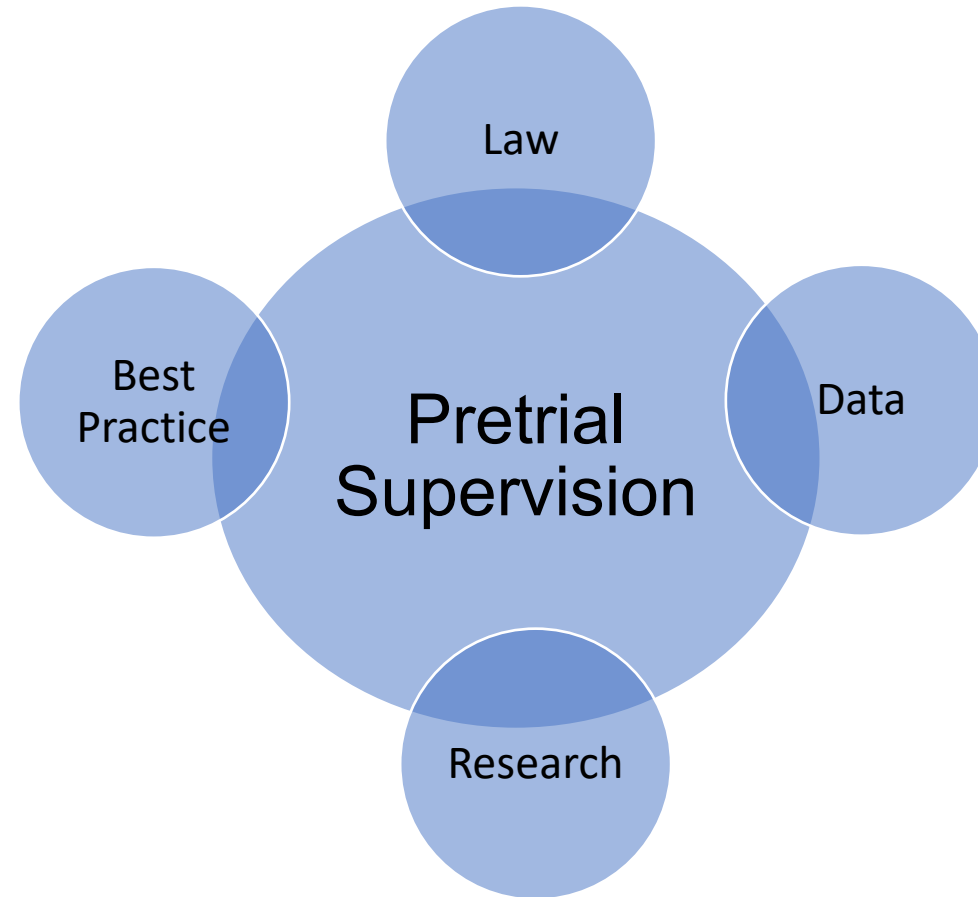 Law
Best
Practice
Pretrial
Supervision
Data
Research